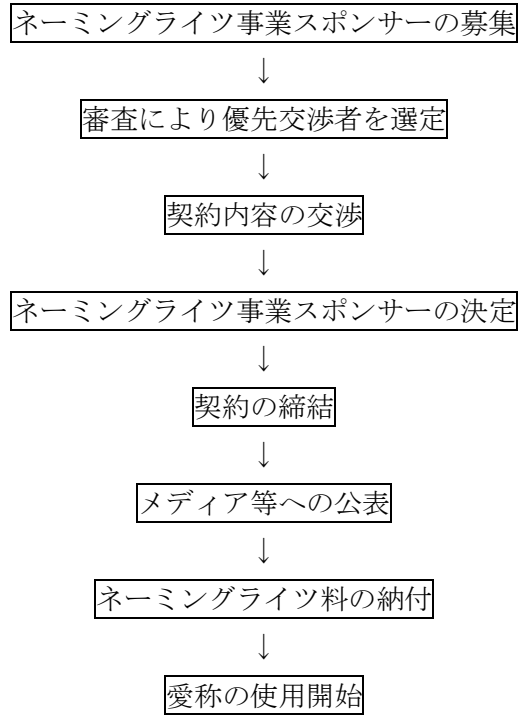 ネーミングライツ事業スポンサーの募集
↓
審査により優先交渉者を選定
↓
契約内容の交渉
↓
ネーミングライツ事業スポンサーの決定
↓
契約の締結
↓
メディア等への公表
↓
ネーミングライツ料の納付
↓
愛称の使用開始